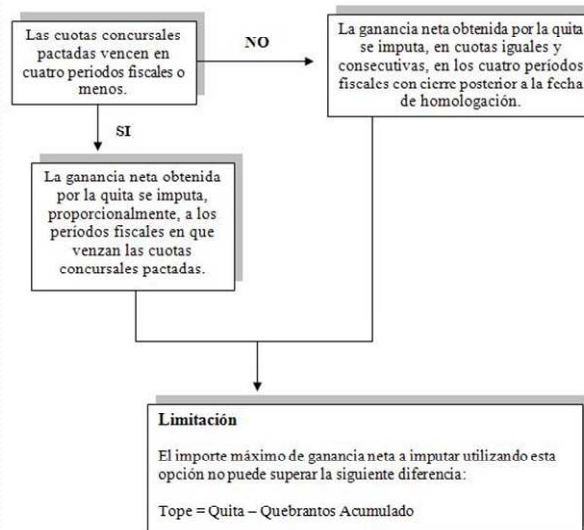 Las cuotas concursales
pactadas vencen en
cuatro periodos fiscales o
menos.
NO
La ganancia neta obtenida por la quita
se imputa, en cuotas iguales y
consecutivas, en los cuatro períodos
fiscales con cierre posterior a la fecha
de homologación.
SI
La ganancia neta obtenida
por la quita se imputa,
proporcionalmente, a los
períodos fiscales en que
venzan las cuotas
concursales pactadas.
Limitación
El importe máximo de ganancia neta a imputar utilizando esta
opción no puede superar la siguiente diferencia:
Tope = Quita – Quebrantos Acumulado